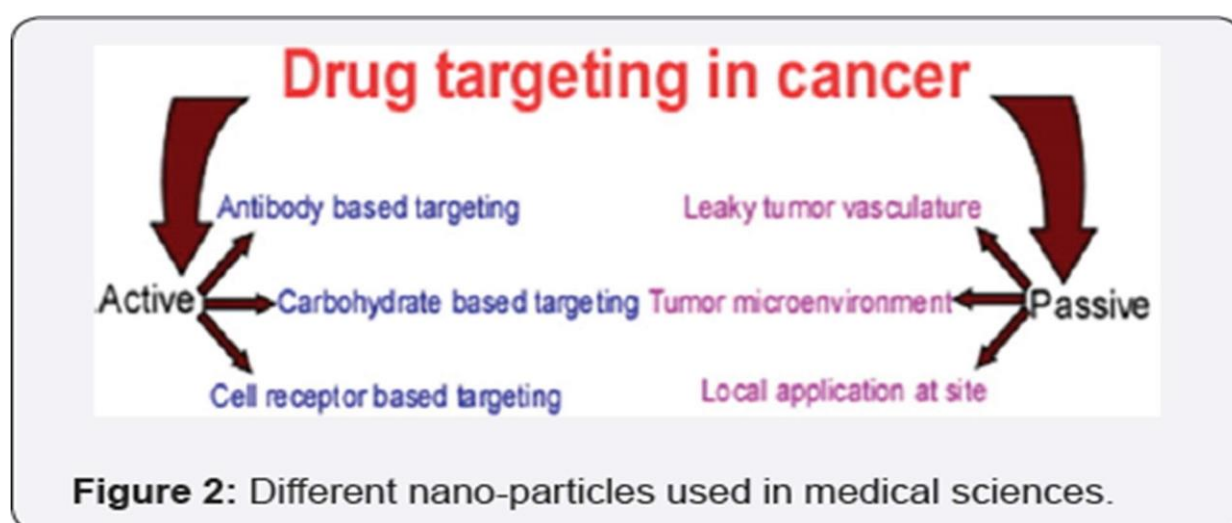 Drug targeting in cancer
Antibody based targeting
Leaky tumor vasculature
Active
Carbohydrate based targeting
Tumor microenvironment
Passive
Cell receptor based targeting
Local application at site
Figure 2: Different nano-particles used in medical sciences.